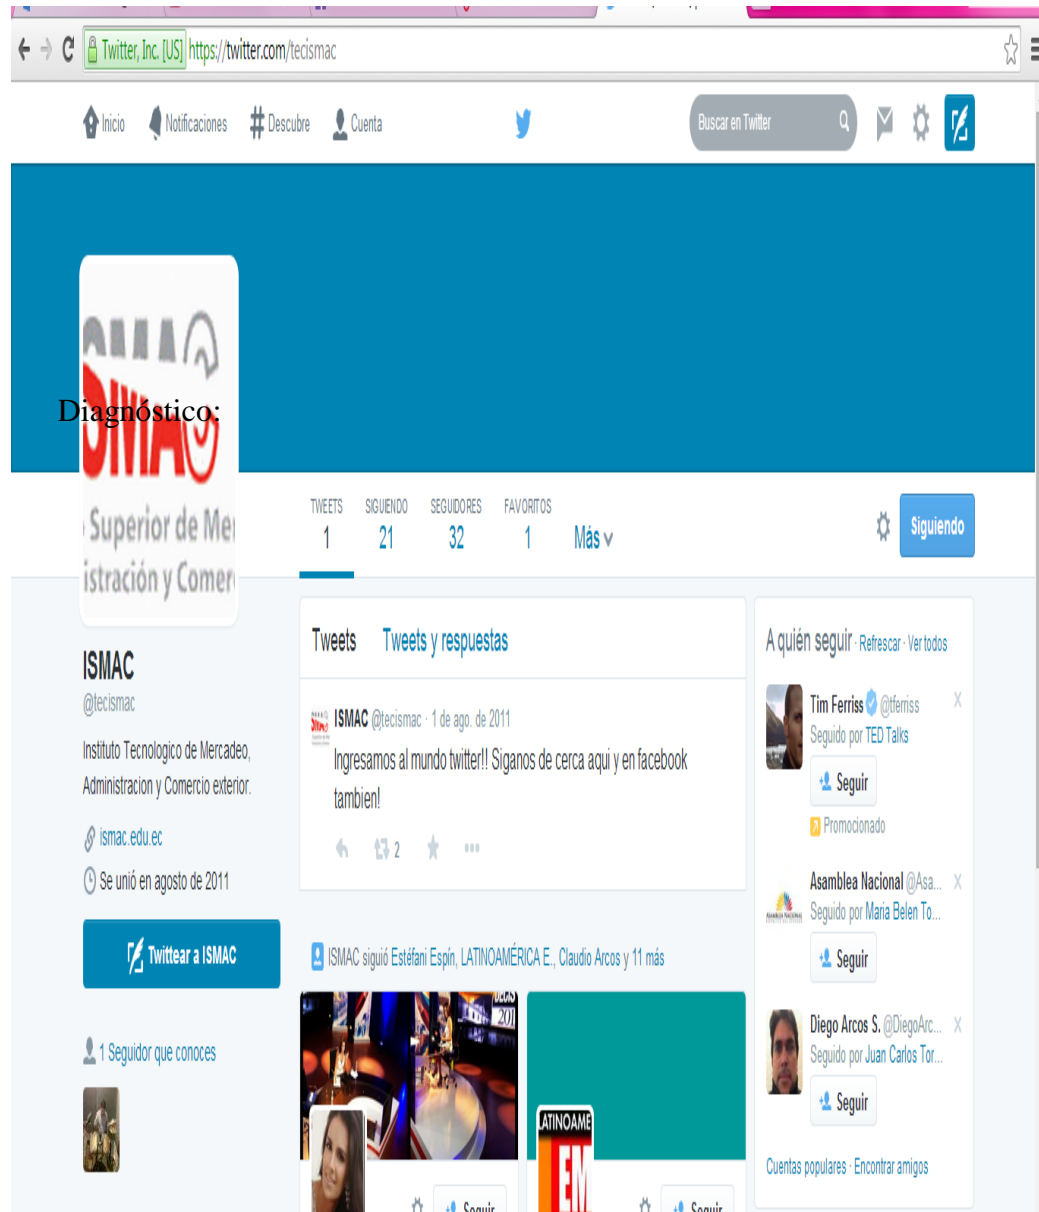 Twitter, Inc. [US] https://twitter.com/tecismac
Inicio Notificaciones Descubre Cuenta Buscar en Twitter
Diagnóstico:
Superior de Me
istración y Comer
TWEETS SIGUIENDO SEGUIDORES FAVORITOS
1 21 32 1 Más
Siguiendo
ISMAC
@tecismac
Instituto Tecnologico de Mercadeo,
Administracion y Comercio exterior.
ismac.edu.ec
Se unió en agosto de 2011
Twittear a ISMAC
1 Seguidor que conoces
Tweets Tweets y respuestas
ISMAC @tecismac · 1 de ago. de 2011
Ingresamos al mundo twitter!! Siganos de cerca aqui y en facebook
tambien!
2
ISMAC siguió Estéfani Espín, LATINOAMÉRICA E., Claudio Arcos y 11 más
LATINOAME
EM
Seguir
Seguir
A quién seguir · Refrescar · Ver todos
Tim Ferriss @tferriss
Seguido por TED Talks
Seguir
Promocionado
Asamblea Nacional @Asa...
Seguido por Maria Belen To...
Seguir
Diego Arcos S. @DiegoArc...
Seguido por Juan Carlos Tor...
Seguir
Cuentas populares · Encontrar amigos